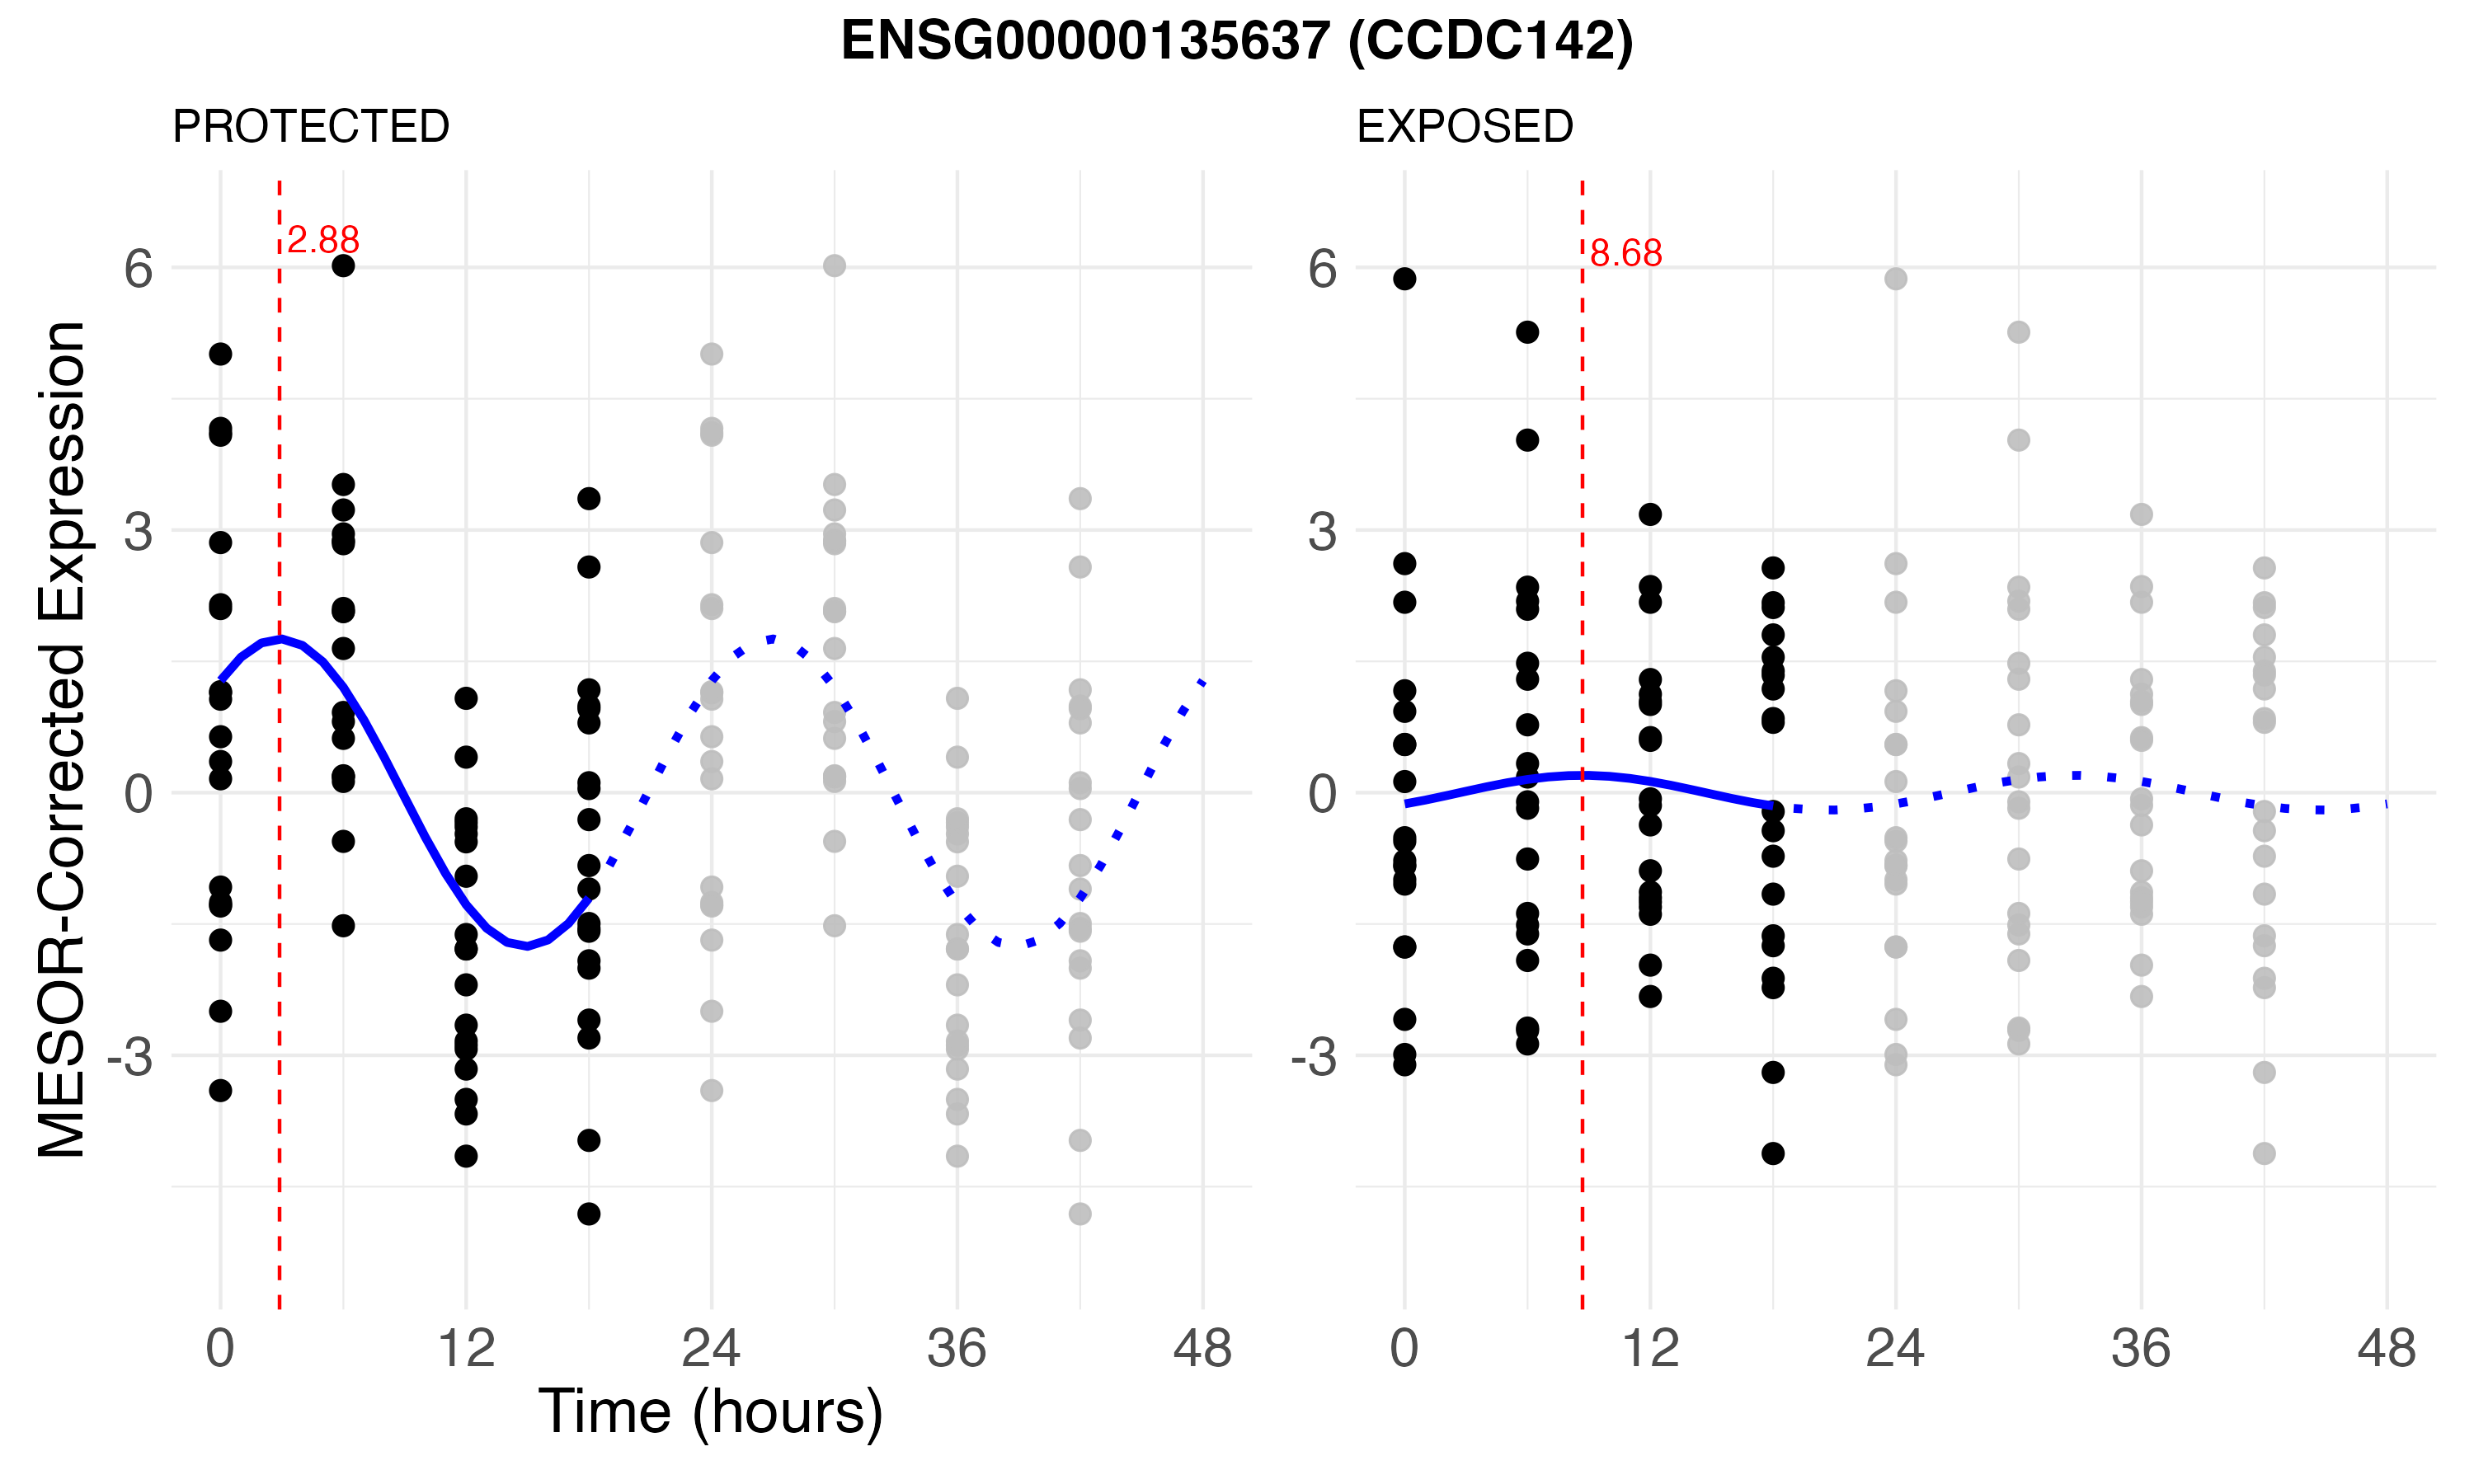 ENSG00000135637 (CCDC142)
PROTECTED
EXPOSED
2.88
8.68
6
3
0
-3
6
3
0
-3
MESOR-Corrected Expression
0 12 24 36 48
0 12 24 36 48
Time (hours)